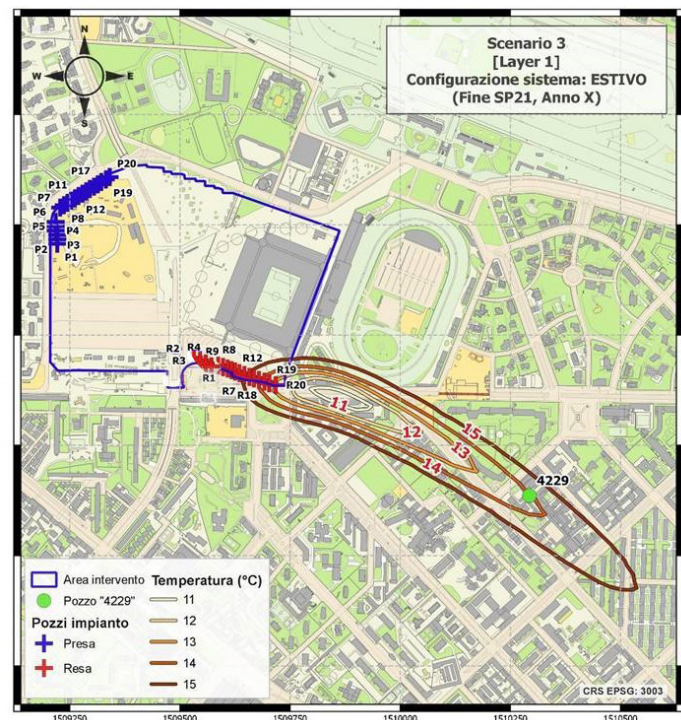 Scenario 3
[Layer 1]
Configurazione sistema: ESTIVO
(Fine SP21, Anno X)
N
W E
S
P20
P17
P11
P19
P7
P12
P6
P8
P5
P4
P3
P2
P1
R2 R4 R9 R8
R3
R12
R1
R19
R7
R20
R18
11
12
15
13
14
4229
Area intervento
Pozzo "4229"
Pozzi impianto
Presa
Resa
Temperatura (°C)
11
12
13
14
15
CRS EPSG: 3003
1509250 1509500 1509750 1510000 1510250 1510500